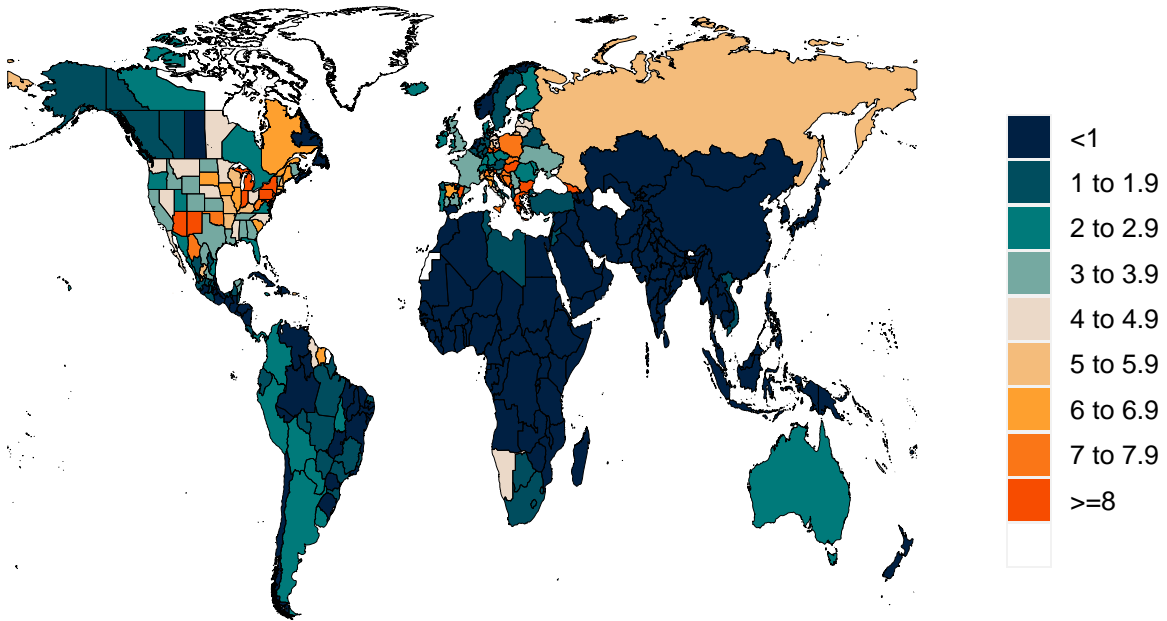 <1
1 to 1.9
2 to 2.9
3 to 3.9
4 to 4.9
5 to 5.9
6 to 6.9
7 to 7.9
>=8